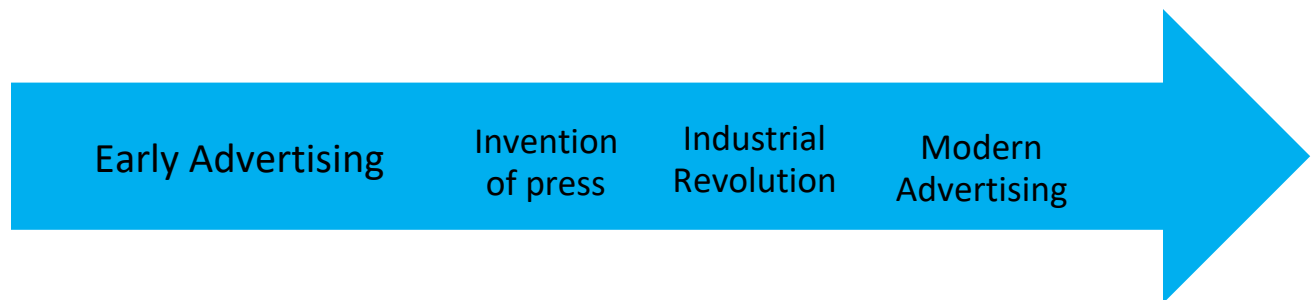 Early Advertising
Invention
of press
Industrial
Revolution
Modern
Advertising